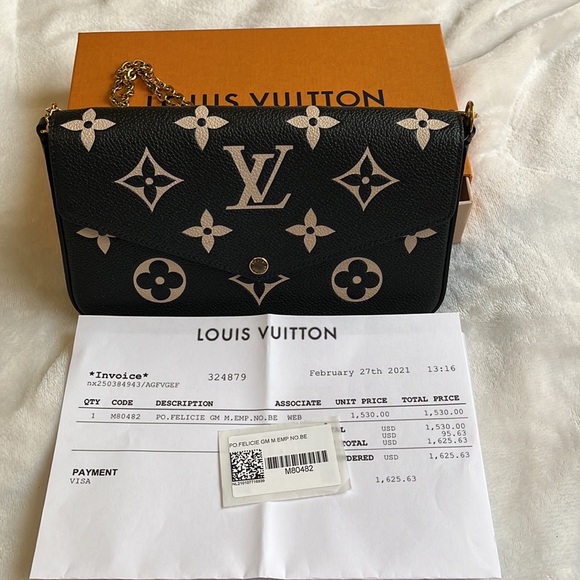 LOUIS VUITTON
LV
LOUIS VUITTON
*Invoice* 324879 February 27th 2021 13:16
nx250384943/AGFVGEF
QTY CODE DESCRIPTION ASSOCIATE UNIT PRICE TOTAL PRICE
1 M80482 PO.FELICIE GM M.EMP.NO.BE WEB 1,530.00 1,530.00
L USD 1,530.00
USD 95.63
TOTAL USD 1,625.63
DERED USD 1,625.63
PAYMENT
VISA 1,625.63
PO.FELICIE GM M.EMP.NO.BE
M80482